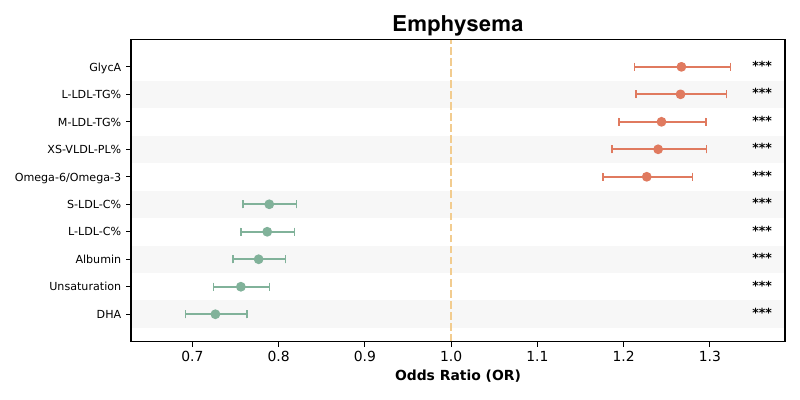 Emphysema
GlycA ***
L-LDL-TG% ***
M-LDL-TG% ***
XS-VLDL-PL% ***
Omega-6/Omega-3 ***
S-LDL-C% ***
L-LDL-C% ***
Albumin ***
Unsaturation ***
DHA ***
0.7 0.8 0.9 1.0 1.1 1.2 1.3
Odds Ratio (OR)